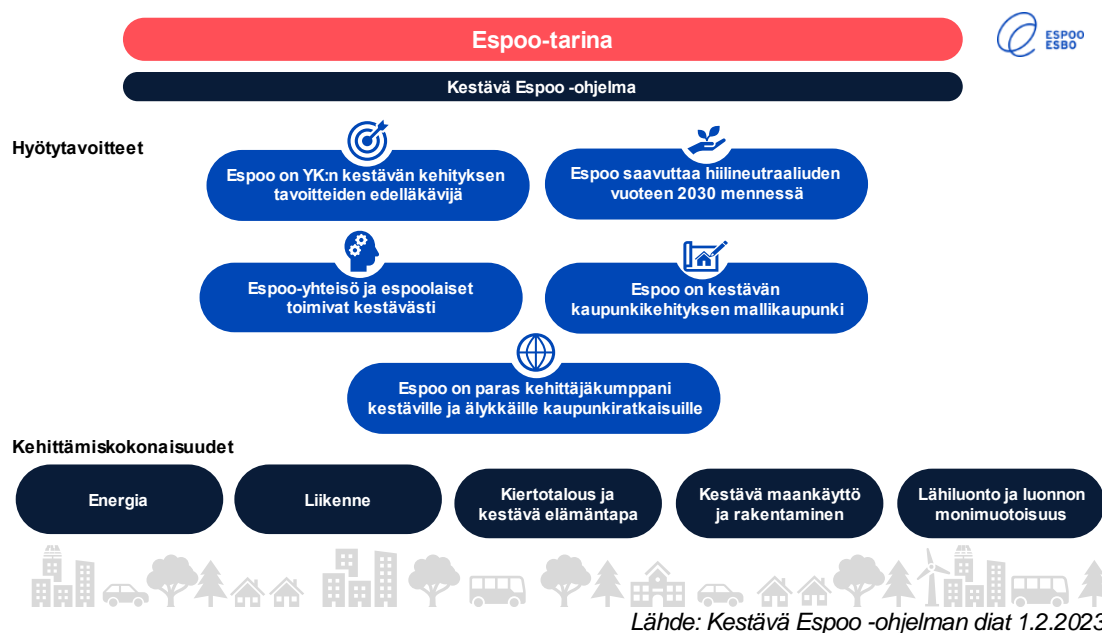 Espoo-tarina
ESPOO
ESBO
Kestävä Espoo -ohjelma
Hyötytavoitteet
Espoo on YK:n kestävän kehityksen
tavoitteiden edelläkävijä
Espoo saavuttaa hiilineutraaliuden
vuoteen 2030 mennessä
Espoo-yhteisö ja espoolaiset
toimivat kestävästi
Espoo on kestävän
kaupunkikehityksen mallikaupunki
Espoo on paras kehittäjäkumppani
kestäville ja älykkäille kaupunkiratkaisuille
Kehittämiskokonaisuudet
Energia
Liikenne
Kiertotalous ja
kestävä elämäntapa
Kestävä maankäyttö
ja rakentaminen
Lähiluonto ja luonnon
monimuotoisuus
Lähde: Kestävä Espoo -ohjelman diat 1.2.2023